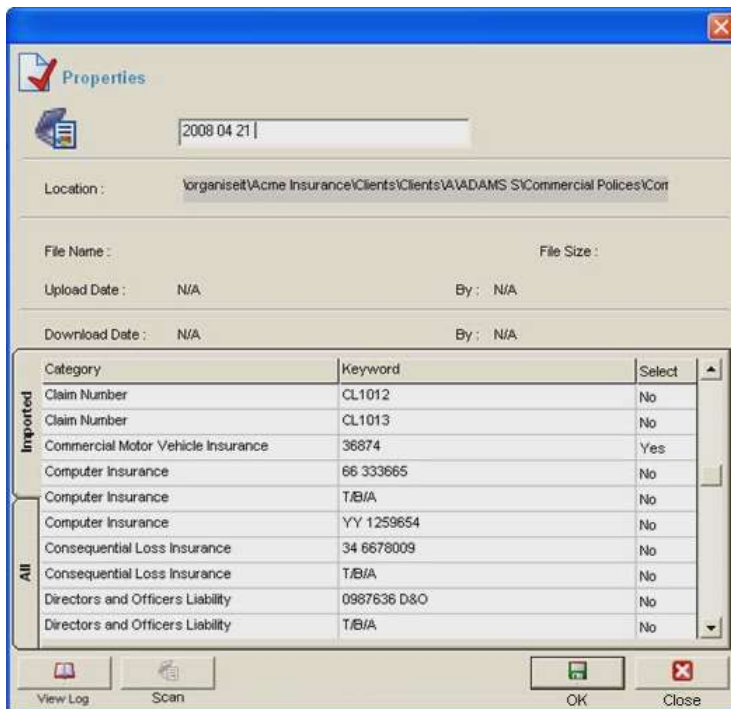 Properties
2008 04 21
Location : \organiseit\Acme Insurance\Clients\Clients\A\ADAMS S\Commercial Polices\Com
File Name : File Size :
Upload Date : N/A By : N/A
Download Date : N/A By : N/A
Imported
All
Category Keyword Select
Claim Number CL1012 No
Claim Number CL1013 No
Commercial Motor Vehicle Insurance 36874 Yes
Computer Insurance 66 333665 No
Computer Insurance T/B/A No
Computer Insurance YY 1259654 No
Consequential Loss Insurance 34 6678009 No
Consequential Loss Insurance T/B/A No
Directors and Officers Liability 0987636 D&O No
Directors and Officers Liability T/B/A No
View Log Scan OK Close